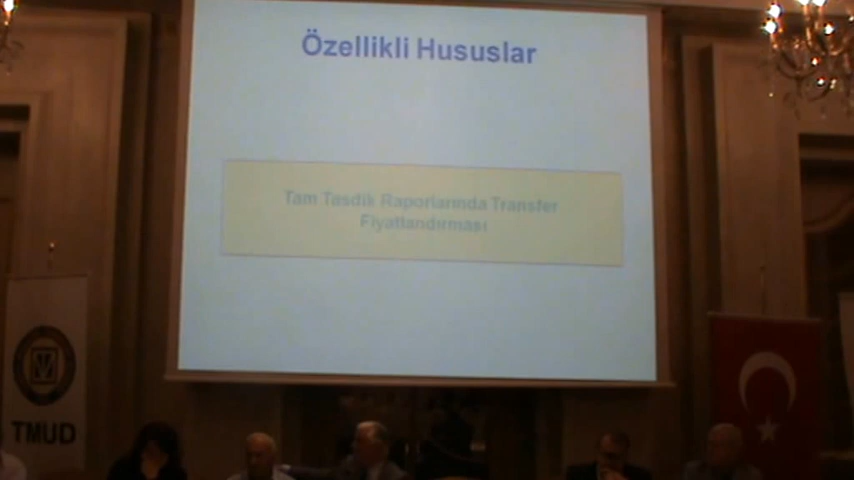 Özellikli Hususlar
Tam Tasdik Raporlarında Transfer
Fiyatlandırması
TMUD